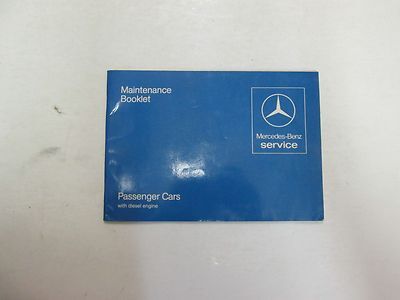 Maintenance
Booklet
Mercedes-Benz
service
Passenger Cars
with diesel engine